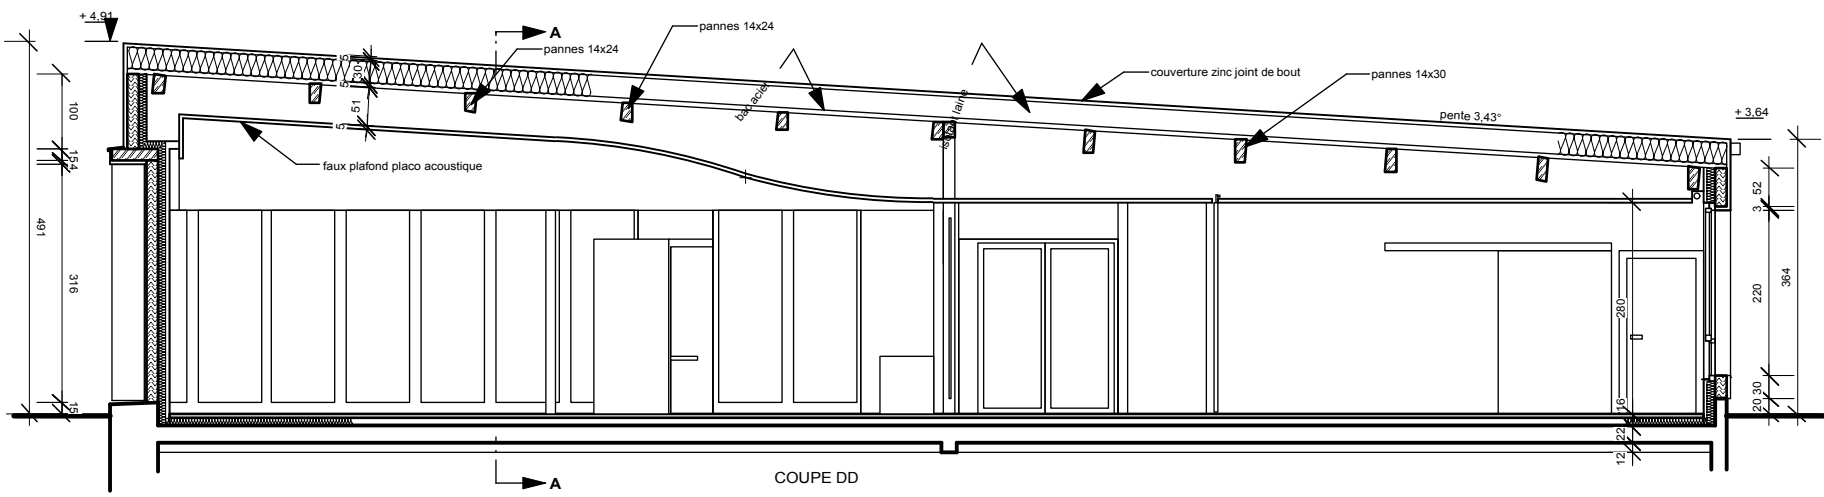 + 4,91
A
pannes 14x24
pannes 14x24
couverture zinc joint de bout
pannes 14x30
bac acier
pente 3,43°
+ 3,64
faux plafond placo acoustique
5
30
5
51
5
100
15
4
491
316
15
52
3
220
364
30
20
280
16
22
12
A
COUPE DD